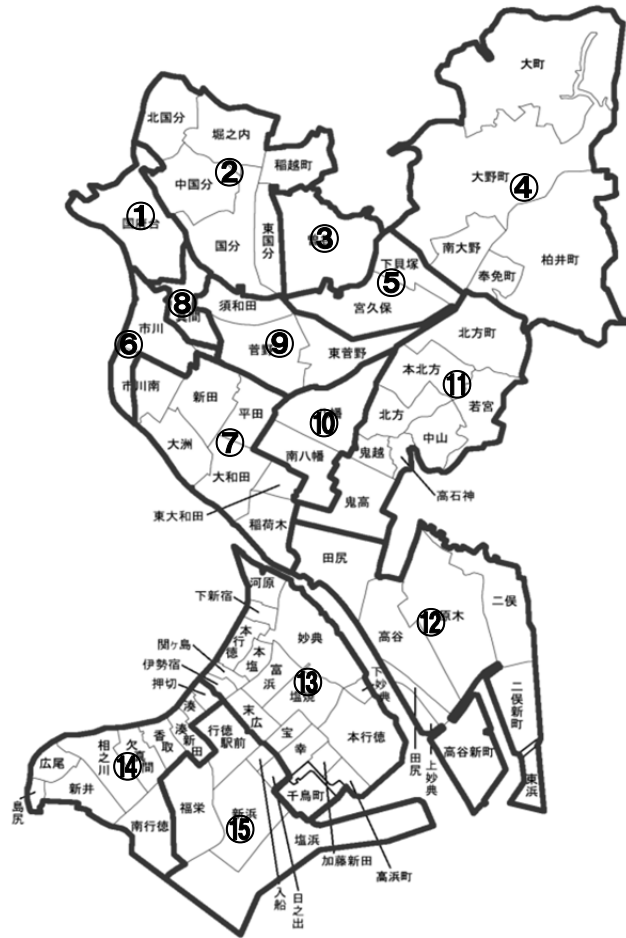 大町
北国分
堀之内
稲越町
②
中国分
大野町
④
①
国分
東国分
③
南大野
柏井町
奉免町
下貝塚
⑤
宮久保
⑧
須和田
真間
市川
⑥
菅野
⑨
東菅野
北方町
本北方
⑪
若宮
市川南
新田
平田
⑩
北方
中山
大洲
⑦
南八幡
鬼越
大和田
高石神
東大和田
鬼高
稲荷木
田尻
河原
下新宿
二俣
本行徳
妙典
高谷
⑫
原木
関ヶ島
本塩
伊勢宿
富浜
押切
⑬
塩焼
下妙典
湊
末広
二俣新町
湊新田
行徳駅前
宝
本行徳
香取
幸
欠真間
相之川
広尾
⑭
田尻
上妙典
高谷新町
東浜
新井
千鳥町
島尻
福栄
新浜
⑮
南行徳
塩浜
加藤新田
高浜町
入船
日之出